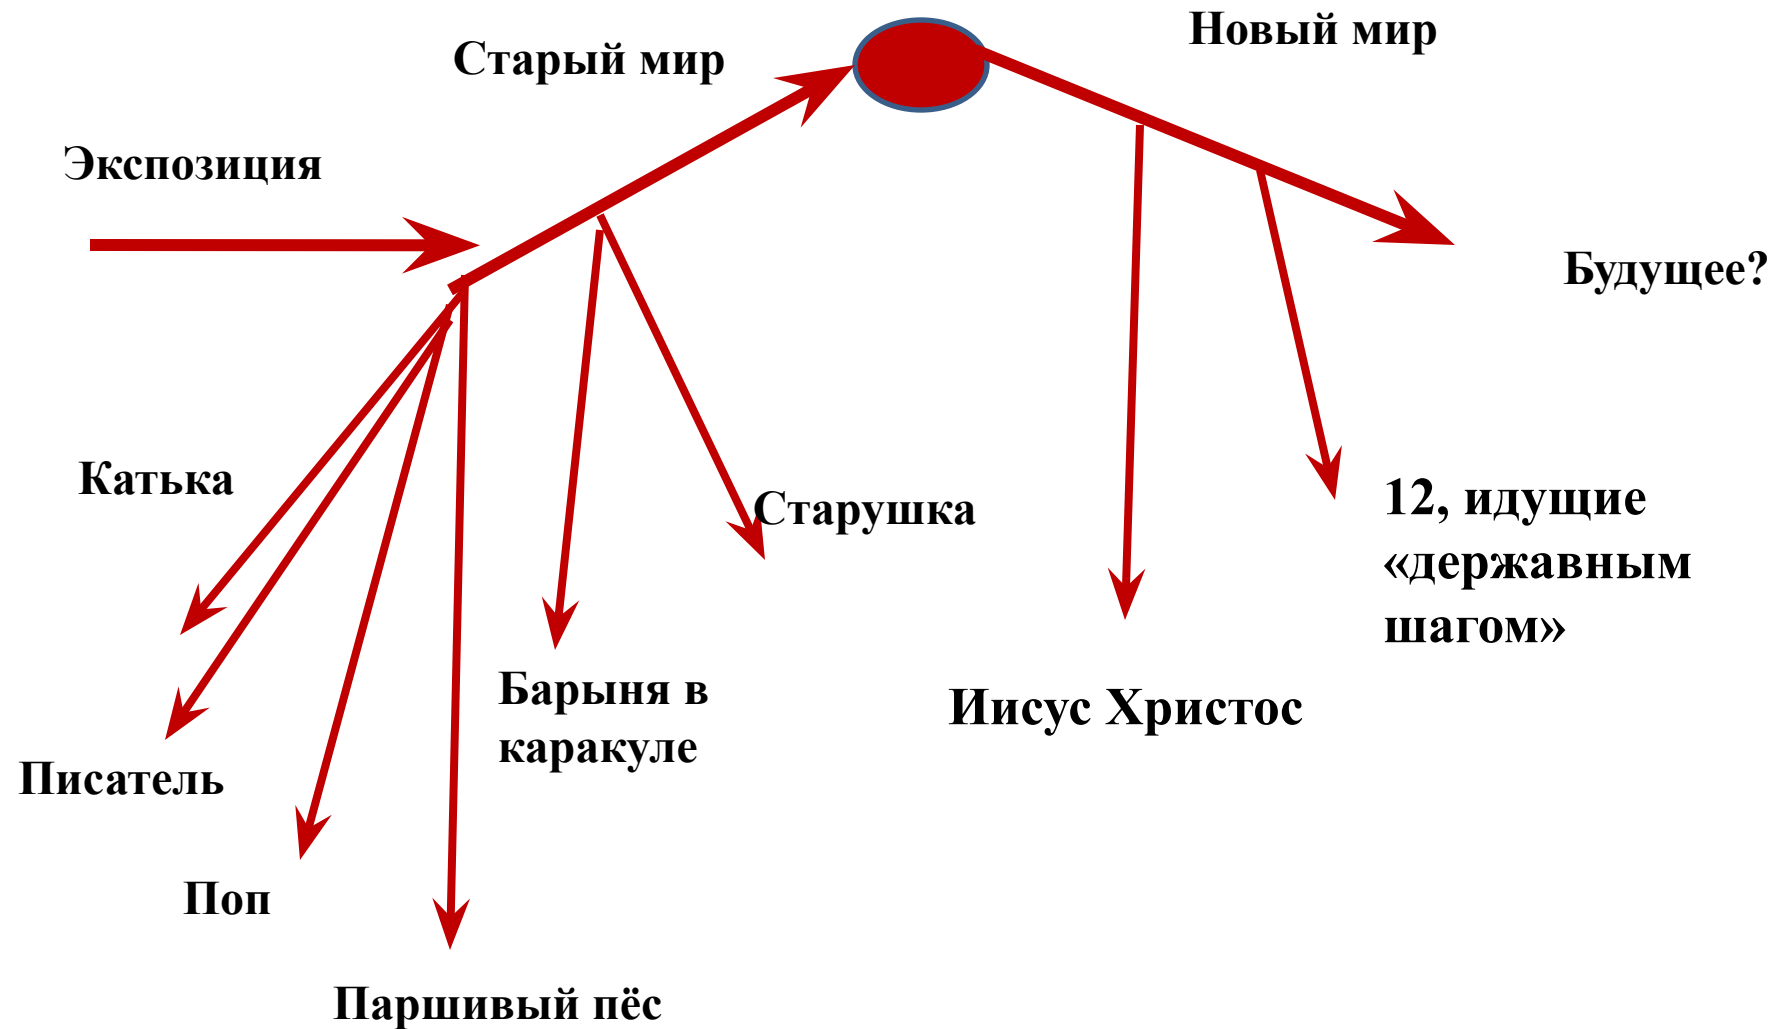 Новый мир
Старый мир
Экспозиция
Будущее?
Катька
Старушка
12, идущие
«державным
шагом»
Барыня в
каракуле
Иисус Христос
Писатель
Поп
Паршивый пёс